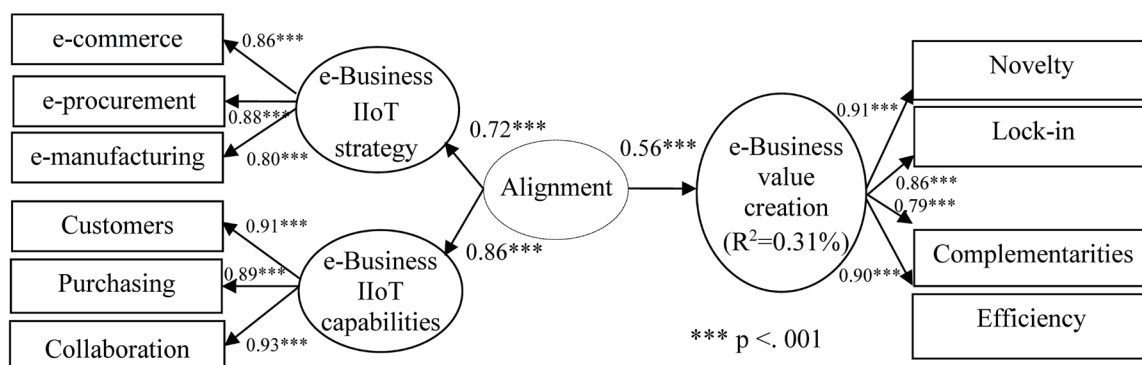 e-commerce
e-procurement
e-manufacturing
0.86***
0.88***
0.80***
e-Business
IIoT
strategy
Customers
Purchasing
Collaboration
0.91***
0.89***
0.93***
e-Business
IIoT
capabilities
0.72***
0.86***
Alignment
0.56***
e-Business
value
creation
(R²=0.31%)
0.91***
0.86***
0.79***
0.90***
Novelty
Lock-in
Complementarities
Efficiency
*** p <. 001